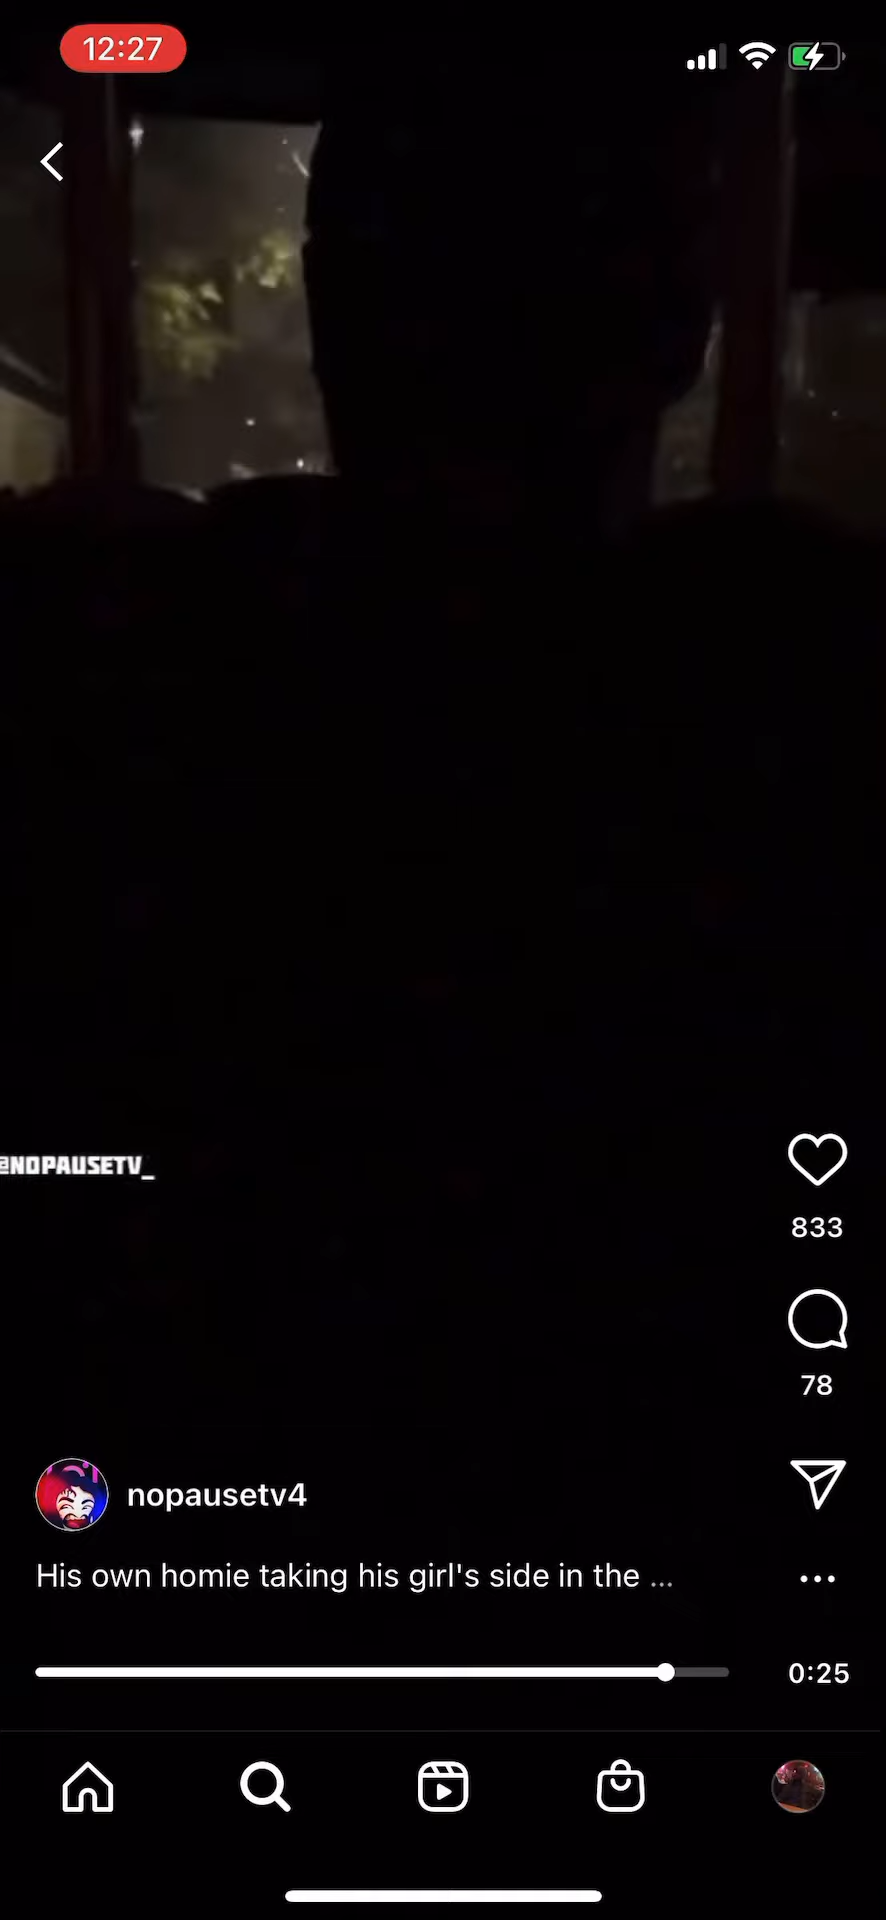 12:27
@NOPAUSETV_
833
78
nopausetv4
His own homie taking his girl's side in the ...
0:25